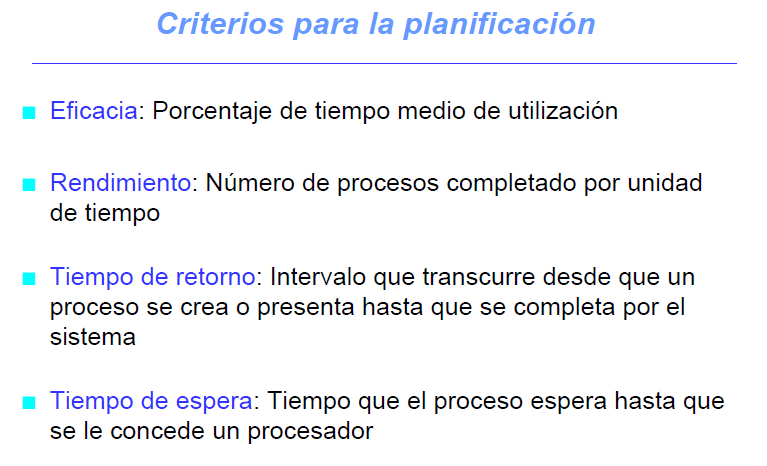 Criterios para la planificación
Eficacia: Porcentaje de tiempo medio de utilización
Rendimiento: Número de procesos completado por unidad
de tiempo
Tiempo de retorno: Intervalo que transcurre desde que un
proceso se crea o presenta hasta que se completa por el
sistema
Tiempo de espera: Tiempo que el proceso espera hasta que
se le concede un procesador